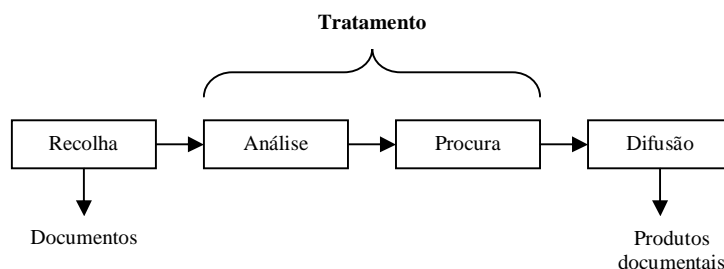 Tratamento
Recolha
Análise
Procura
Difusão
Documentos
Produtos
documentais